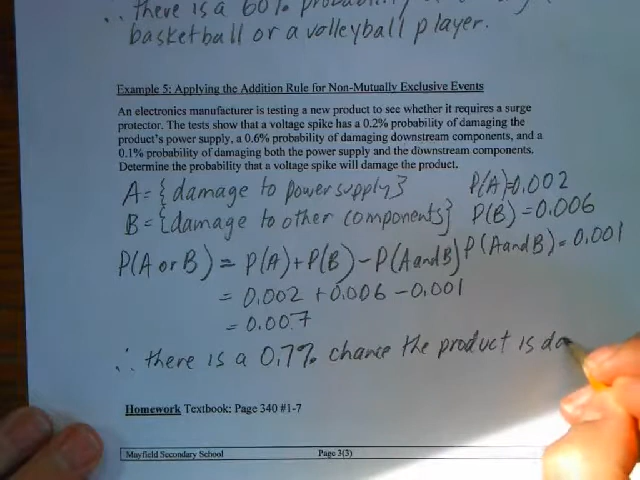 ∴ there is a 60% 
basketball or a volleyball player.
Example 5: Applying the Addition Rule for Non-Mutually Exclusive Events
An electronics manufacturer is testing a new product to see whether it requires a surge
protector. The tests show that a voltage spike has a 0.2% probability of damaging the
product's power supply, a 0.6% probability of damaging downstream components, and a
0.1% probability of damaging both the power supply and the downstream components.
Determine the probability that a voltage spike will damage the product.
A = { damage to power supply} P(A)=0.002
B = {damage to other components} P(B) = 0.006
P(A or B) = P(A) + P(B) - P(A and B) P(A and B) = 0.001
= 0.002 + 0.006 - 0.001
= 0.007
∴ there is a 0.7% chance the product is da
Homework Textbook: Page 340 #1-7
Mayfield Secondary School Page 3(3)